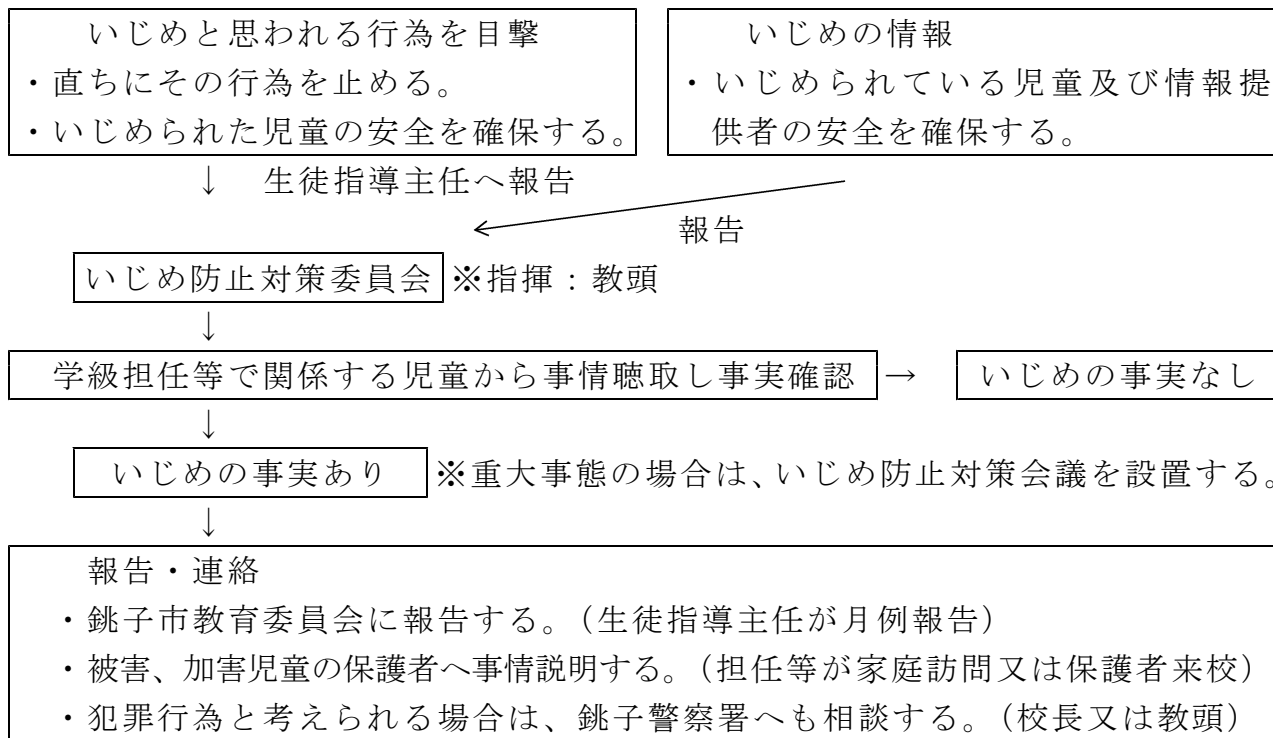 いじめと思われる行為を目撃
・直ちにその行為を止める。
・いじめられた児童の安全を確保する。
いじめの情報
・いじめられている児童及び情報提
供者の安全を確保する。
↓ 生徒指導主任へ報告
報告
いじめ防止対策委員会 ※指揮：教頭
↓
学級担任等で関係する児童から事情聴取し事実確認 → いじめの事実なし
↓
いじめの事実あり ※重大事態の場合は、いじめ防止対策会議を設置する。
↓
報告・連絡
・銚子市教育委員会に報告する。（生徒指導主任が月例報告）
・被害、加害児童の保護者へ事情説明する。（担任等が家庭訪問又は保護者来校）
・犯罪行為と考えられる場合は、銚子警察署へも相談する。（校長又は教頭）